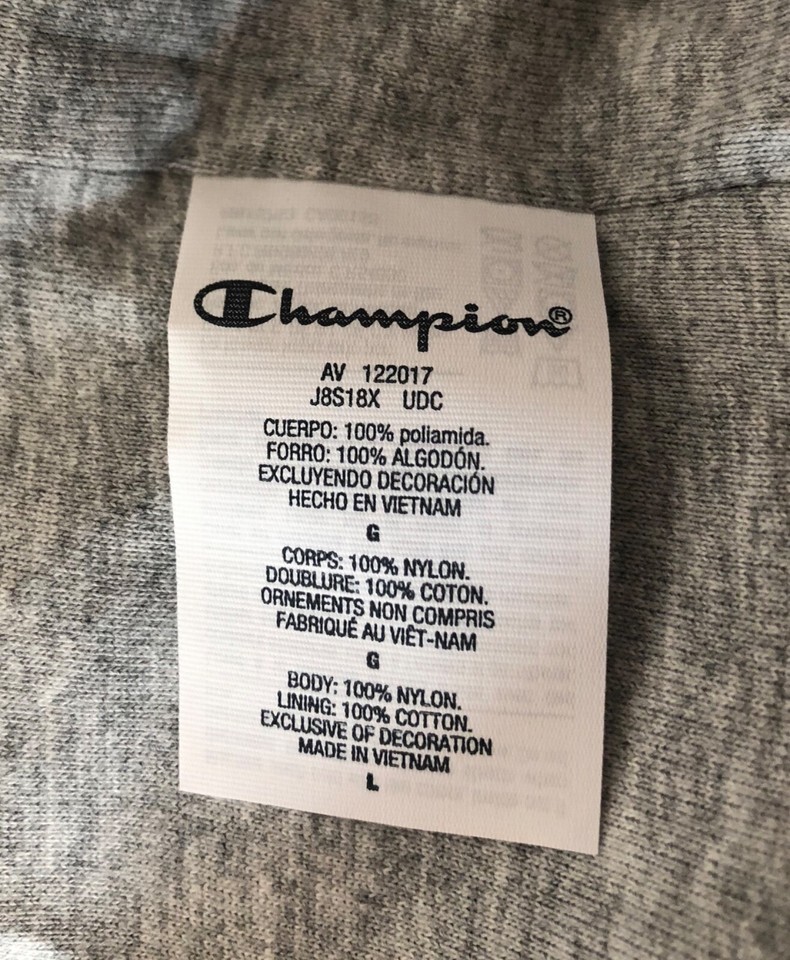 Champion®
AV 122017
J8S18X UDC
CUERPO: 100% poliamida.
FORRO: 100% ALGODÓN.
EXCLUYENDO DECORACIÓN
HECHO EN VIETNAM
G
CORPS: 100% NYLON.
DOUBLURE: 100% COTON.
ORNEMENTS NON COMPRIS
FABRIQUÉ AU VIÊT-NAM
G
BODY: 100% NYLON.
LINING: 100% COTTON.
EXCLUSIVE OF DECORATION
MADE IN VIETNAM
L